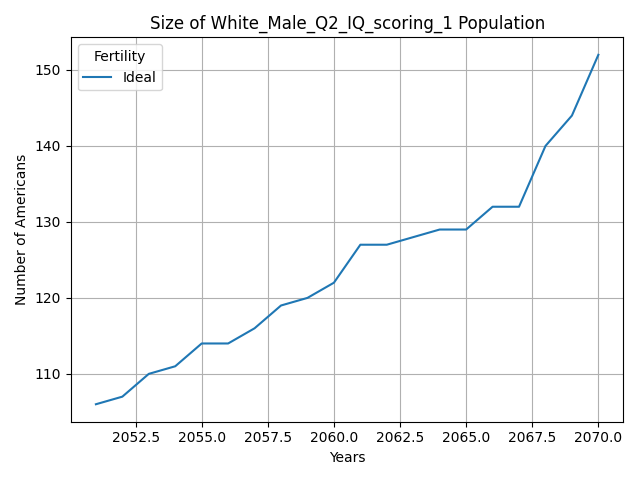 Size of White_Male_Q2_IQ_scoring_1 Population
Fertility
Ideal
150
140
130
120
110
Number of Americans
2052.5 2055.0 2057.5 2060.0 2062.5 2065.0 2067.5 2070.0
Years